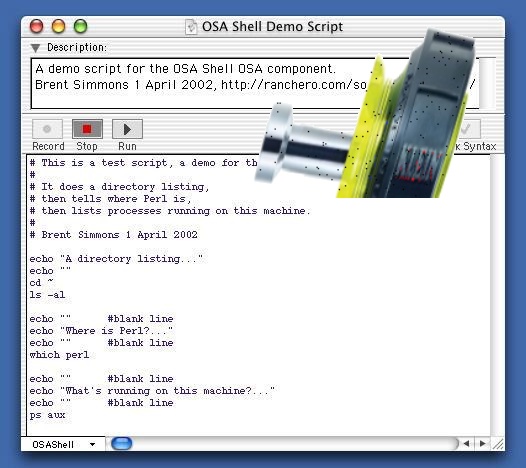 OSA Shell Demo Script
Description:
A demo script for the OSA Shell OSA component.
Brent Simmons 1 April 2002, http://ranchero.com/so /
Record Stop Run Syntax
# This is a test script, a demo for
#
# It does a directory listing,
# then tells where Perl is,
# then lists processes running on this machine.
#
# Brent Simmons 1 April 2002
echo "A directory listing..."
echo ""
cd ~
ls -al
echo "" #blank line
echo "Where is Perl?..."
echo "" #blank line
which perl
echo "" #blank line
echo "What's running on this machine?..."
echo "" #blank line
ps aux
OSAShell